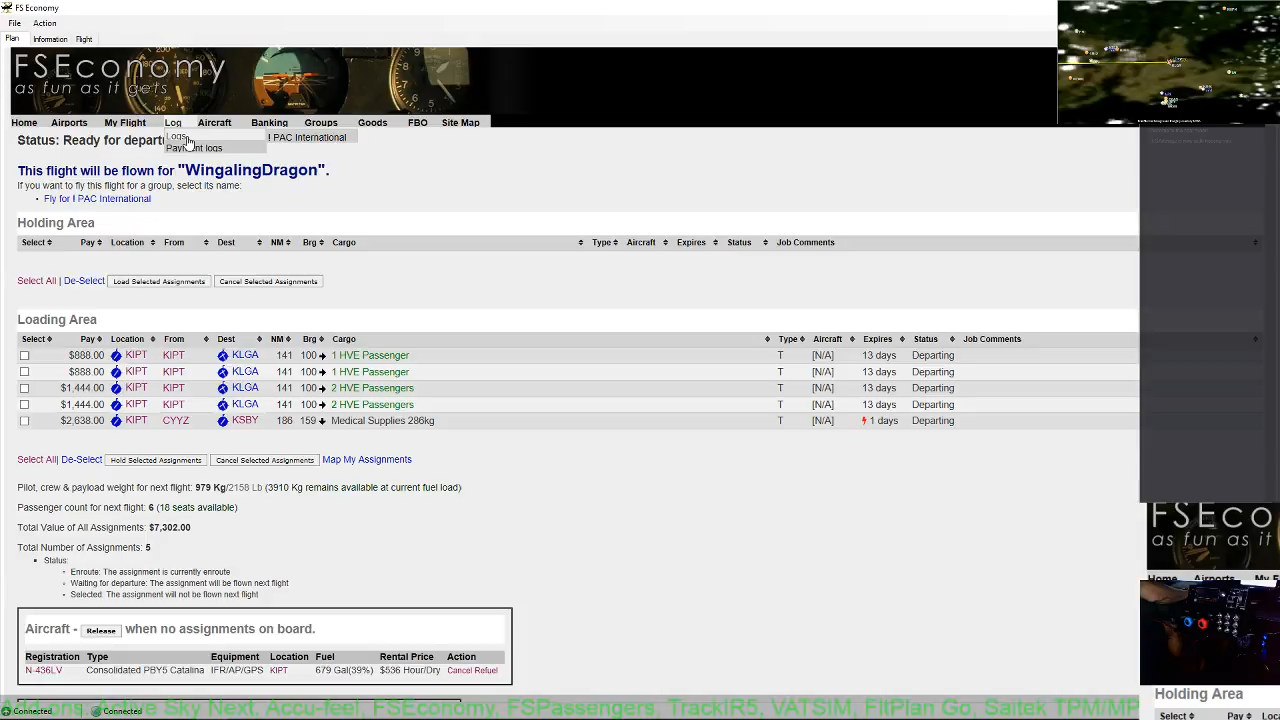 FS Economy
File Action
Plan Information Flight
FSEconomy
as fun as it gets
Home Airports My Flight Log Aircraft Banking Groups Goods FBO Site Map
Logs ! PAC International
Status: Ready for depart
This flight will be flown for "WingalingDragon".
If you want to fly this flight for a group, select its name:
• Fly for ! PAC International
Holding Area
Select Pay Location From Dest NM Brg Cargo Type Aircraft Expires Status Job Comments
Select All | De-Select Load Selected Assignments Cancel Selected Assignments
Loading Area
Select Pay Location From Dest NM Brg Cargo Type Aircraft Expires Status Job Comments
$888.00 KIPT KIPT KLGA 141 100 1 HVE Passenger T [N/A] 13 days Departing
$888.00 KIPT KIPT KLGA 141 100 1 HVE Passenger T [N/A] 13 days Departing
$1,444.00 KIPT KIPT KLGA 141 100 2 HVE Passengers T [N/A] 13 days Departing
$1,444.00 KIPT KIPT KLGA 141 100 2 HVE Passengers T [N/A] 13 days Departing
$2,638.00 KIPT CYYZ KSBY 186 159 Medical Supplies 286kg T [N/A] 1 days Departing
Select All| De-Select Hold Selected Assignments Cancel Selected Assignments Map My Assignments
Pilot, crew & payload weight for next flight: 979 Kg/2158 Lb (3910 Kg remains available at current fuel load)
Passenger count for next flight: 6 (18 seats available)
Total Value of All Assignments: $7,302.00
Total Number of Assignments: 5
• Status:
Enroute: The assignment is currently enroute
Waiting for departure: The assignment will be flown next flight
Selected: The assignment will not be flown next flight
Aircraft - Release when no assignments on board.
Registration Type Equipment Location Fuel Rental Price Action
N-436LV Consolidated PBY5 Catalina IFR/AP/GPS KIPT 679 Gal(39%) $536 Hour/Dry Cancel Refuel
Sky Next, Accu-feel, FSEconomy, FSPassengers, TrackIR5, VATSIM, FltPlan Go, Saitek TPM/MP
Connected Connected
FSEco
as fun as it
Home Airports My F
Holding Area
Select Pay Loc